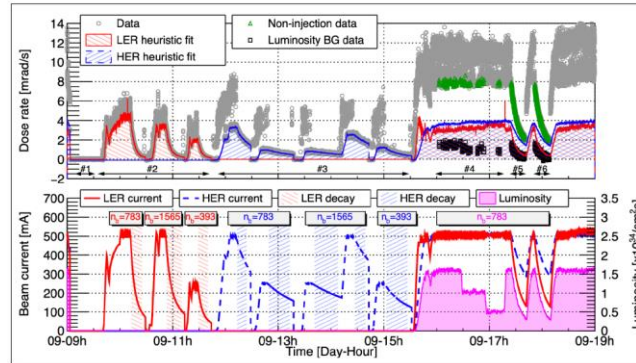 Dose rate [mrad/s]
14
12
10
8
6
4
2
0
−2
Data
LER heuristic fit
HER heuristic fit
Non-injection data
Luminosity BG data
#1
#2
#3
#4
#5
#6
Beam current [mA]
700
600
500
400
300
200
100
0
LER current
HER current
LER decay
HER decay
Luminosity
n_b=783
n_b=1565
n_b=393
n_b=783
n_b=1565
n_b=393
n_b=783
3.5
3
2.5
2
1.5
1
0.5
0
09-09h
09-11h
09-13h
09-15h
09-17h
09-19h
Time [Day-Hour]